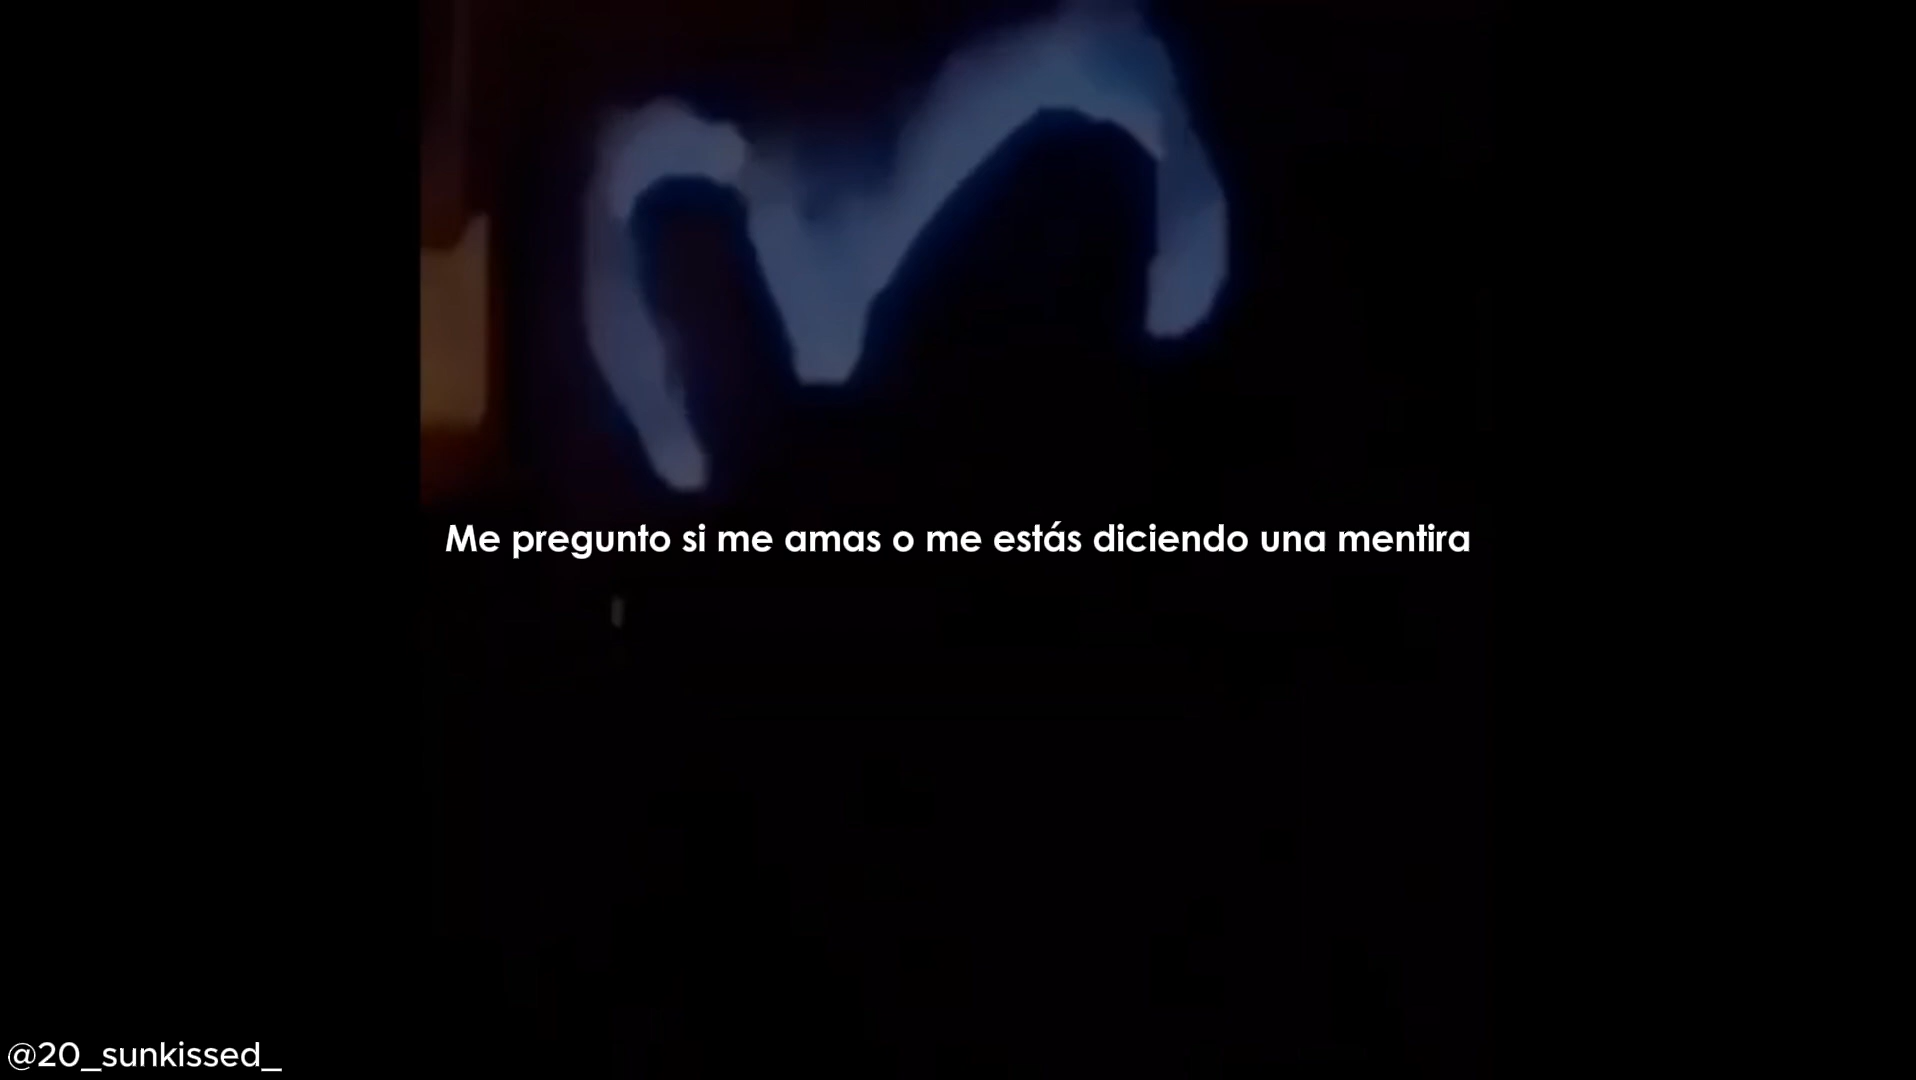 Me pregunto si me amas o me estás diciendo una mentira
@20_sunkissed_